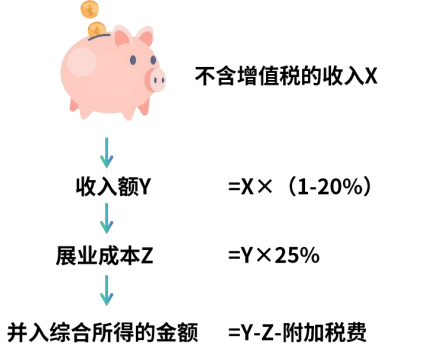 不含增值税的收入X
收入额Y =X×（1-20%）
展业成本Z =Y×25%
并入综合所得的金额 =Y-Z-附加税费